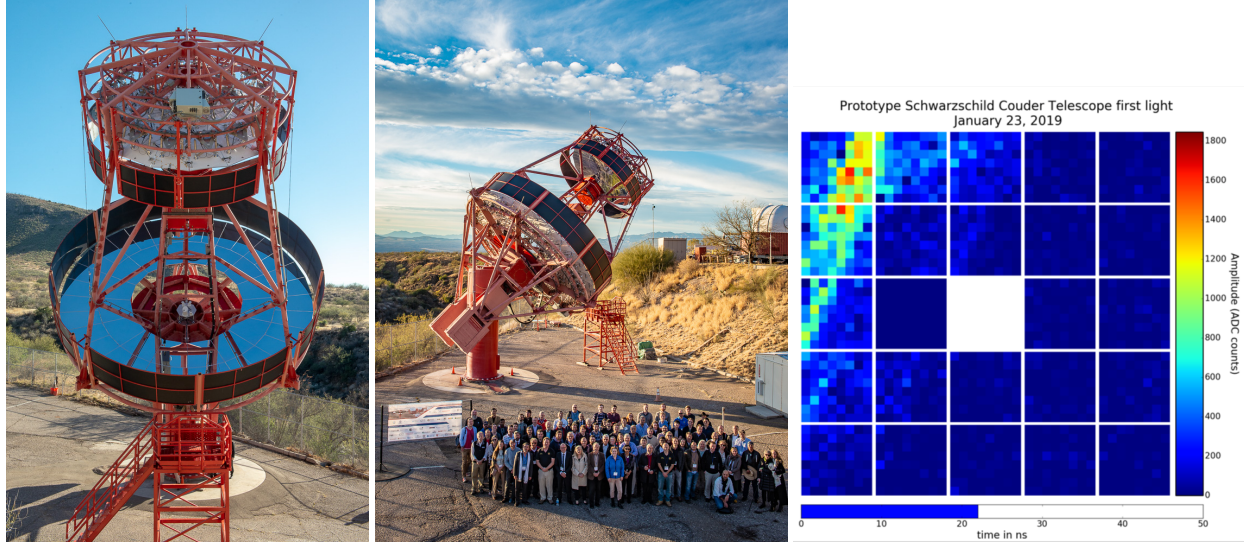 Prototype Schwarzschild Couder Telescope first light
January 23, 2019
1800
1600
1400
1200
1000
800
600
400
200
0
Amplitude (ADC counts)
0 10 20 30 40 50
time in ns